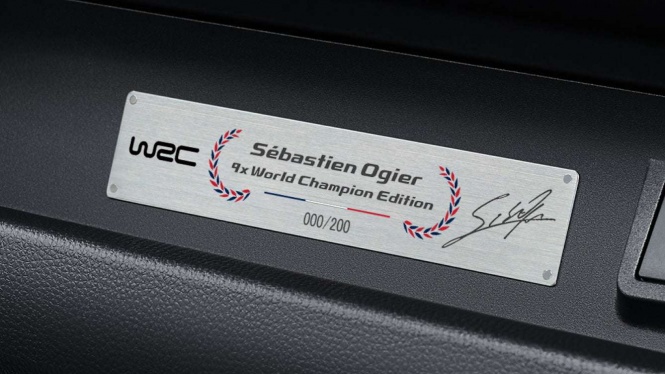 WRC
Sébastien Ogier
9x World Champion Edition
000/200